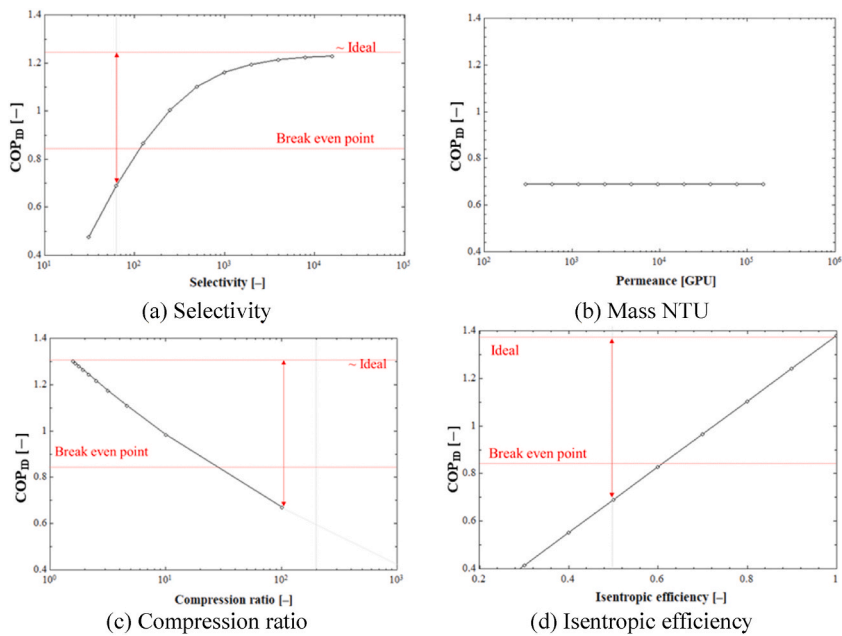 1.4
1.2
1
0.8
0.6
0.4
COP_ID [–]
~ Ideal
Break even point
10^1
10^2
10^3
10^4
10^5
Selectivity [–]
(a) Selectivity
1.4
1.2
1
0.8
0.6
0.4
COP_ID [—]
10^2
10^3
10^4
10^5
10^6
Permeance [GPU]
(b) Mass NTU
1.4
1.2
1
0.8
0.6
0.4
COP_ID [—]
~ Ideal
Break even point
10^0
10^1
10^2
10^3
Compression ratio [–]
(c) Compression ratio
1.4
1.2
1
0.8
0.6
0.4
COP_ID [—]
Ideal
Break even point
0.2
0.4
0.6
0.8
1
Isentropic efficiency [–]
(d) Isentropic efficiency